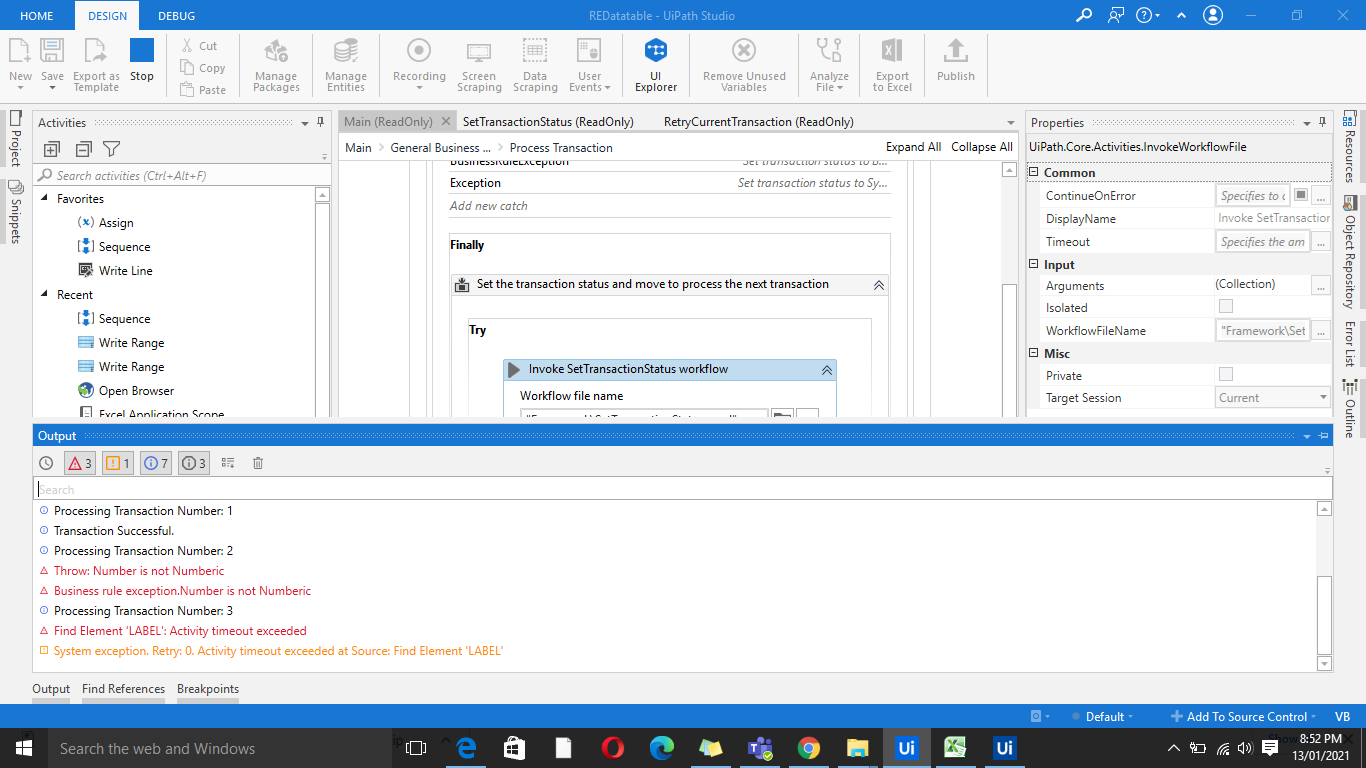 HOME DESIGN DEBUG REDatatable - UiPath Studio
New Save Export as Template Stop Cut Copy Paste Manage Packages Manage Entities Recording Screen Scraping Data Scraping User Events UI Explorer Remove Unused Variables Analyze File Export to Excel Publish
Project
Snippets
Activities
Search activities (Ctrl+Alt+F)
Favorites
Assign
Sequence
Write Line
Recent
Sequence
Write Range
Write Range
Open Browser
Excel Application Scope
Main (ReadOnly) SetTransactionStatus (ReadOnly) RetryCurrentTransaction (ReadOnly)
Main > General Business ... > Process Transaction Expand All Collapse All
BusinessRuleException Set transaction status to B...
Exception Set transaction status to Sy...
Add new catch
Finally
Set the transaction status and move to process the next transaction
Try
Invoke SetTransactionStatus workflow
Workflow file name
Properties
UiPath.Core.Activities.InvokeWorkflowFile
Common
ContinueOnError Specifies to c ...
DisplayName Invoke SetTransaction
Timeout Specifies the am ...
Input
Arguments (Collection) ...
Isolated
WorkflowFileName "Framework\Set ...
Misc
Private
Target Session Current
Resources
Object Repository
Error List
Outline
Output
3 1 7 3
Search
Processing Transaction Number: 1
Transaction Successful.
Processing Transaction Number: 2
Throw: Number is not Numberic
Business rule exception.Number is not Numberic
Processing Transaction Number: 3
Find Element 'LABEL': Activity timeout exceeded
System exception. Retry: 0. Activity timeout exceeded at Source: Find Element 'LABEL'
Output Find References Breakpoints
Default Add To Source Control VB
Search the web and Windows
Ui Ui
8:52 PM
13/01/2021